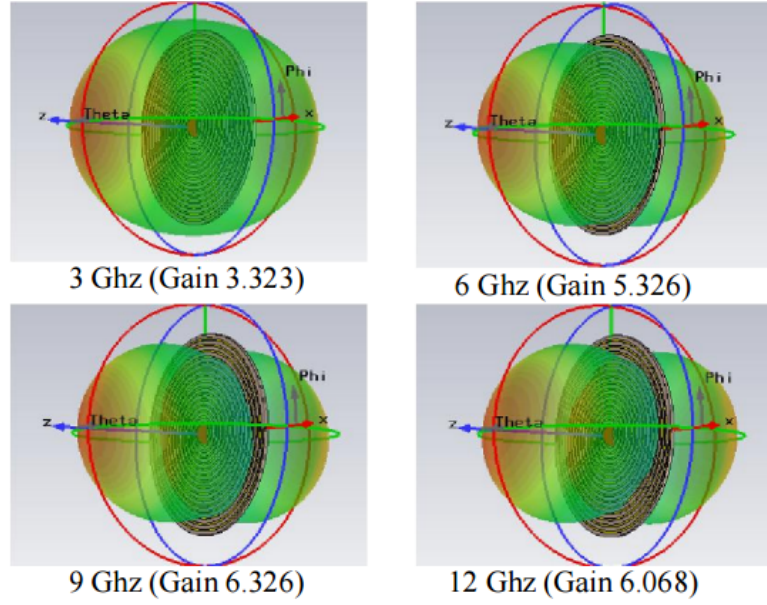 Phi
z Theta x
3 Ghz (Gain 3.323)
Phi
z Theta x
6 Ghz (Gain 5.326)
Phi
z Theta x
9 Ghz (Gain 6.326)
Phi
z Theta x
12 Ghz (Gain 6.068)